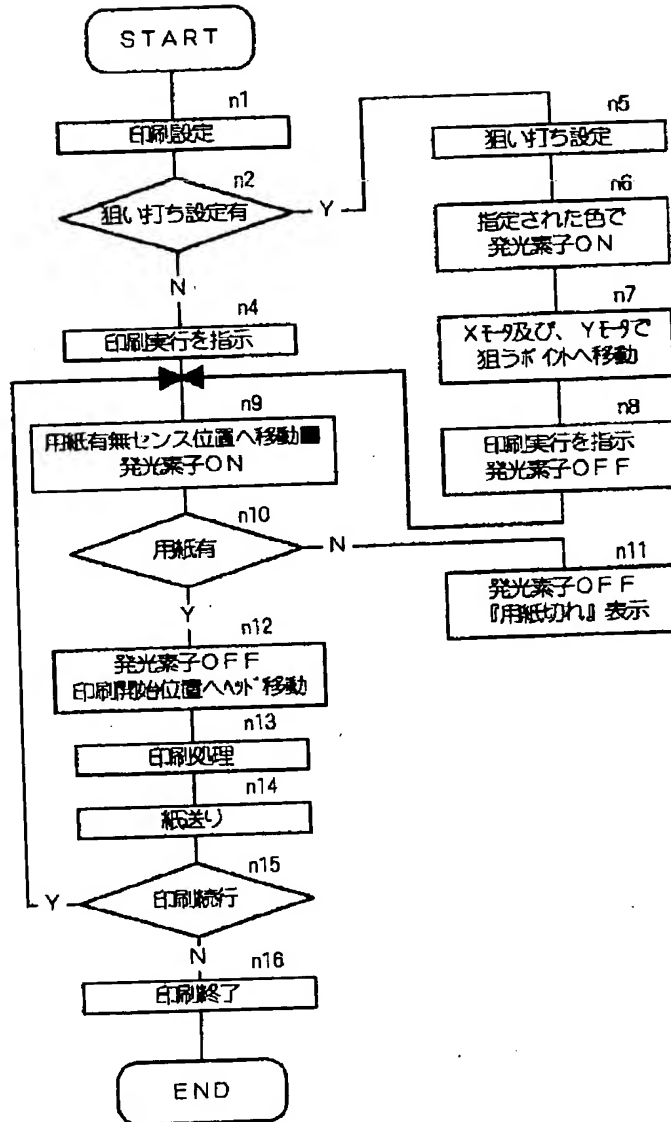 START
n1
印刷設定
n2
狙い打ち設定有
Y
N
n4
印刷実行を指示
n5
狙い打ち設定
n6
指定された色で
発光素子ON
n7
Xモータ及び、Yモータで
狙うポイントへ移動
n8
印刷実行を指示
発光素子OFF
n9
用紙有無センス位置へ移動■
発光素子ON
n10
用紙有
N
Y
n11
発光素子OFF
『用紙切れ』表示
n12
発光素子OFF
印刷開始位置へヘッド移動
n13
印刷処理
n14
紙送り
n15
印刷続行
Y
N
n16
印刷終了
END